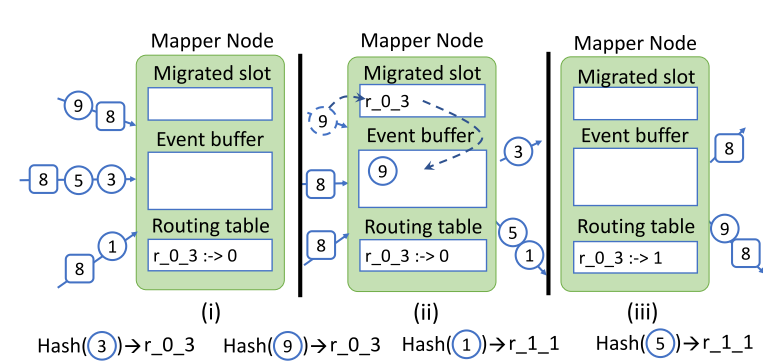 Mapper Node
Migrated slot
9
8
Event buffer
8 5 3
Routing table
1
8
r_0_3 :-> 0
(i)
Mapper Node
Migrated slot
r_0_3
9
Event buffer
9
3
8
Routing table
8
5
1
r_0_3 :-> 0
(ii)
Mapper Node
Migrated slot
Event buffer
8
Routing table
9
8
r_0_3 :-> 1
(iii)
Hash(3)→r_0_3 Hash(9)→r_0_3 Hash(1)→r_1_1 Hash(5)→r_1_1